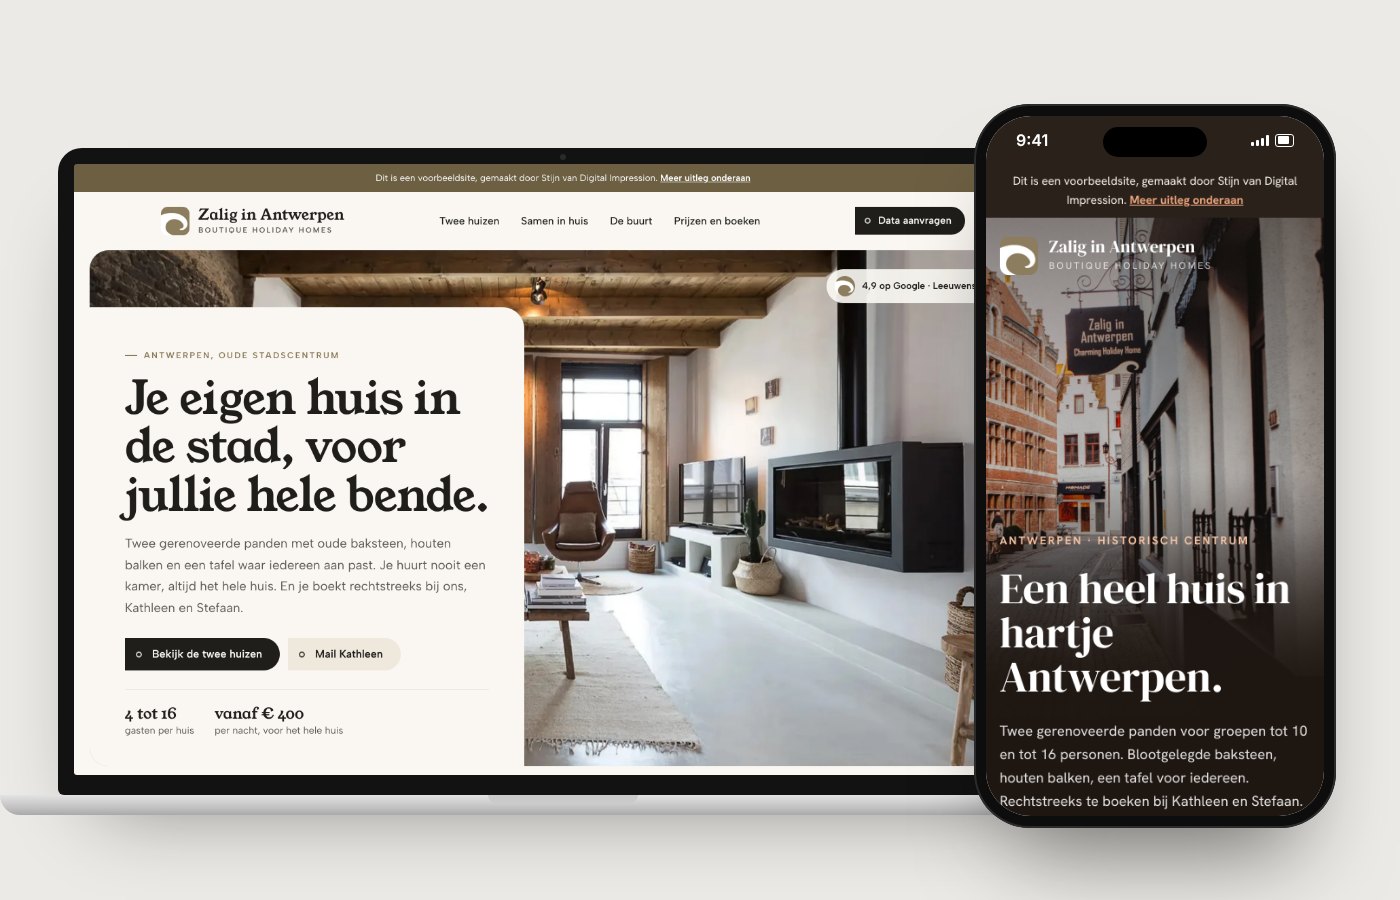 Dit is een voorbeeldsite, gemaakt door Stijn van Digital Impression. Meer uitleg onderaan
Zalig in Antwerpen
BOUTIQUE HOLIDAY HOMES
Twee huizen
Samen in huis
De buurt
Prijzen en boeken
Data aanvragen
4,9 op Google · Leeuwens
ANTWERPEN, OUDE STADSCENTRUM
Je eigen huis in
de stad, voor
jullie hele bende.
Twee gerenoveerde panden met oude baksteen, houten
balken en een tafel waar iedereen aan past. Je huurt nooit een
kamer, altijd het hele huis. En je boekt rechtstreeks bij ons,
Kathleen en Stefaan.
Bekijk de twee huizen
Mail Kathleen
4 tot 16
gasten per huis
vanaf € 400
per nacht, voor het hele huis
9:41
Dit is een voorbeeldsite, gemaakt door Stijn van Digital
Impression. Meer uitleg onderaan
Zalig in Antwerpen
BOUTIQUE HOLIDAY HOMES
Zalig in
Antwerpen
Charming Holiday Home
ANTWERPEN · HISTORISCH CENTRUM
Een heel huis in
hartje
Antwerpen.
Twee gerenoveerde panden voor groepen tot 10
en tot 16 personen. Blootgelegde baksteen,
houten balken, een tafel voor iedereen.
Rechtstreeks te boeken bij Kathleen en Stefaan.